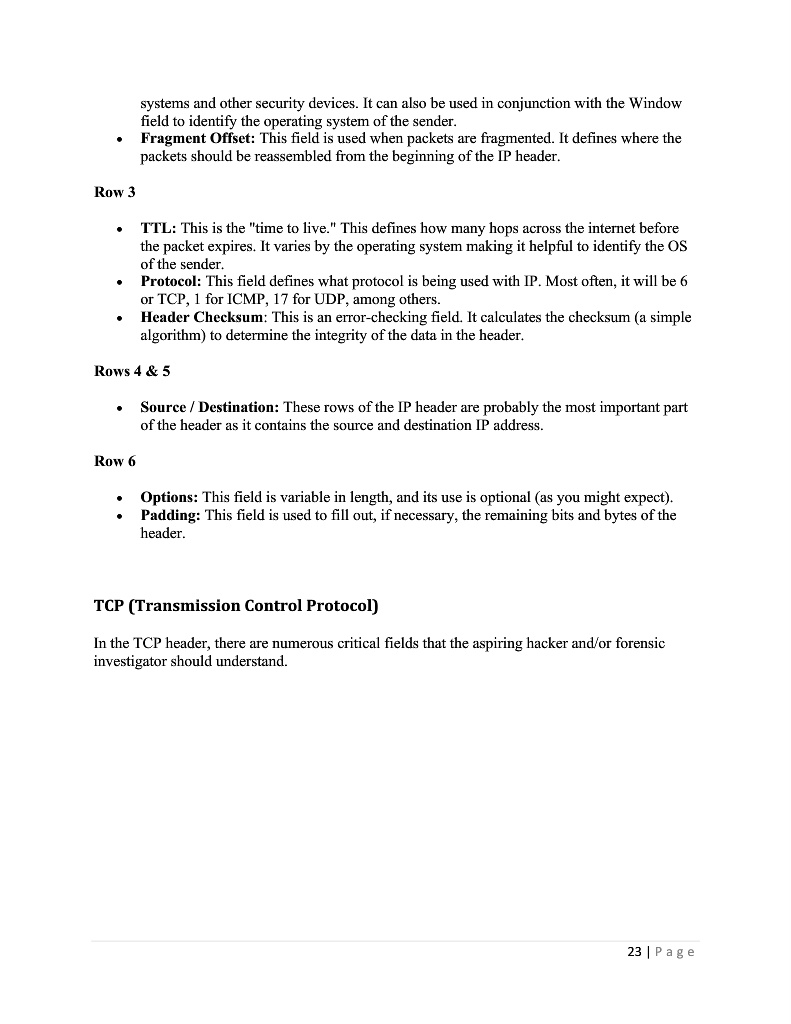 systems and other security devices. It can also be used in conjunction with the Window
field to identify the operating system of the sender.
• Fragment Offset: This field is used when packets are fragmented. It defines where the
packets should be reassembled from the beginning of the IP header.
Row 3
• TTL: This is the "time to live." This defines how many hops across the internet before
the packet expires. It varies by the operating system making it helpful to identify the OS
of the sender.
• Protocol: This field defines what protocol is being used with IP. Most often, it will be 6
or TCP, 1 for ICMP, 17 for UDP, among others.
• Header Checksum: This is an error-checking field. It calculates the checksum (a simple
algorithm) to determine the integrity of the data in the header.
Rows 4 & 5
• Source / Destination: These rows of the IP header are probably the most important part
of the header as it contains the source and destination IP address.
Row 6
• Options: This field is variable in length, and its use is optional (as you might expect).
• Padding: This field is used to fill out, if necessary, the remaining bits and bytes of the
header.
TCP (Transmission Control Protocol)
In the TCP header, there are numerous critical fields that the aspiring hacker and/or forensic
investigator should understand.
23 | Page